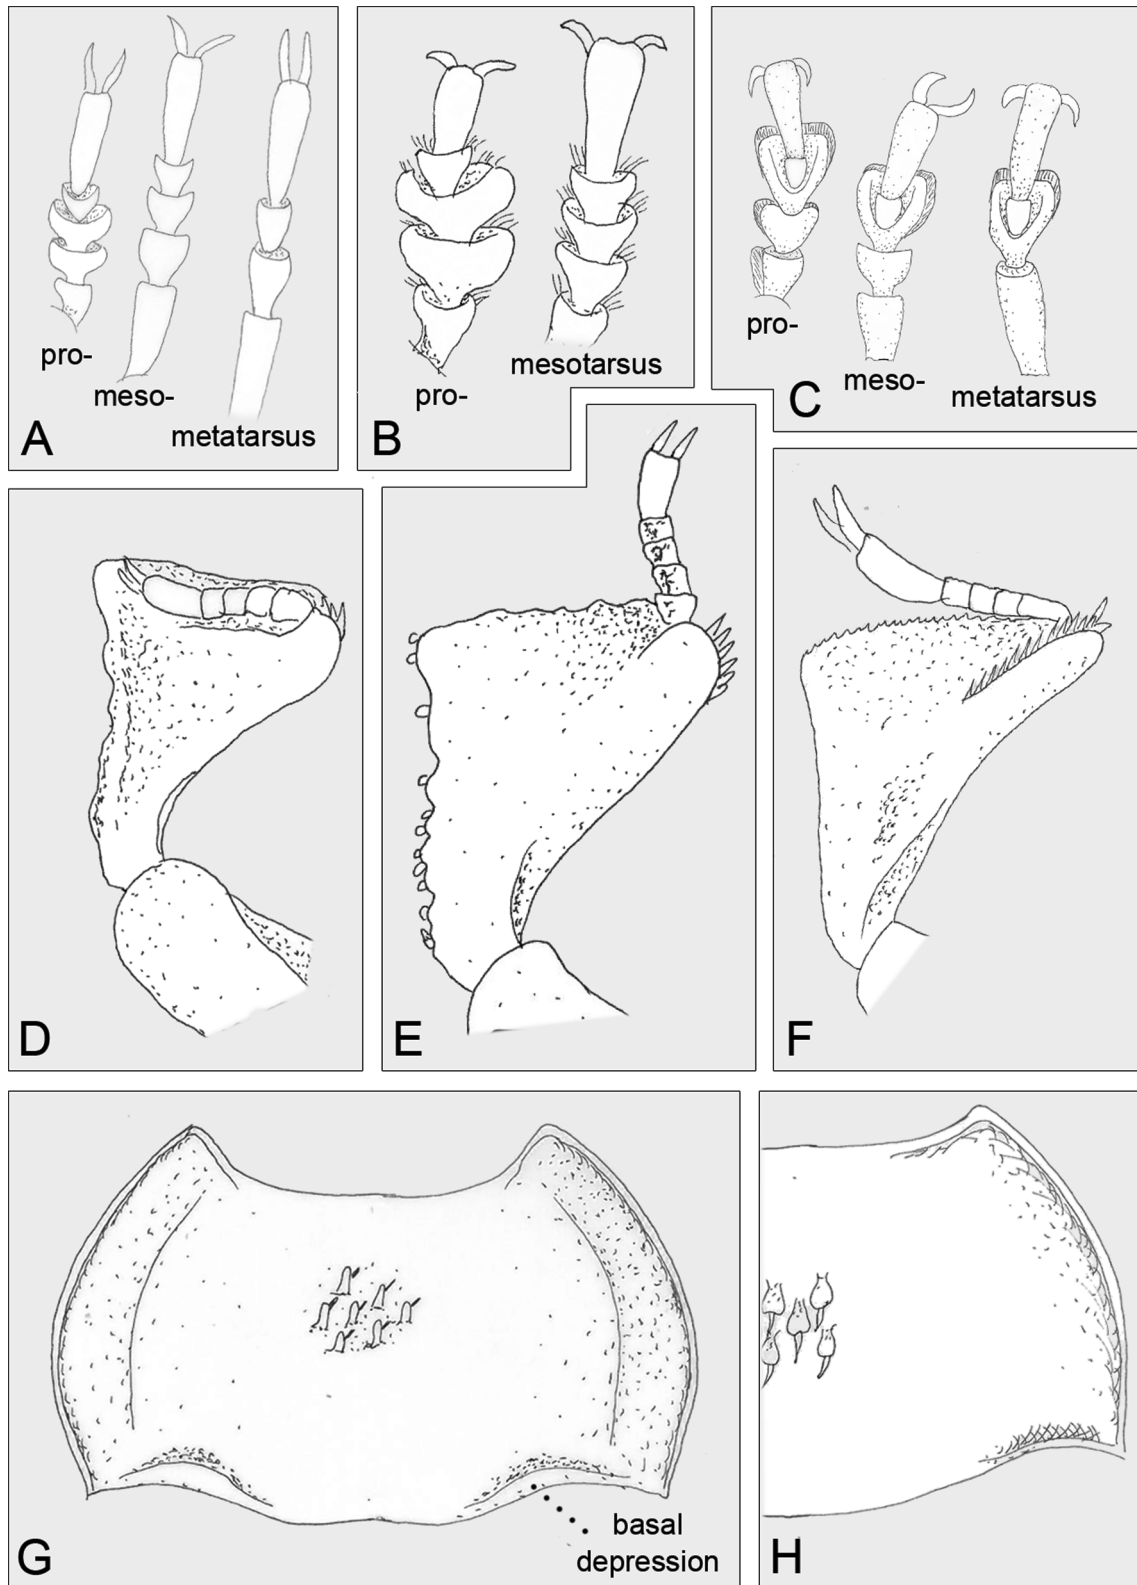 pro-
meso-
metatarsus
A
mesotarsus
pro-
B
pro-
meso-
metatarsus
C
D
E
F
basal
depression
G
H